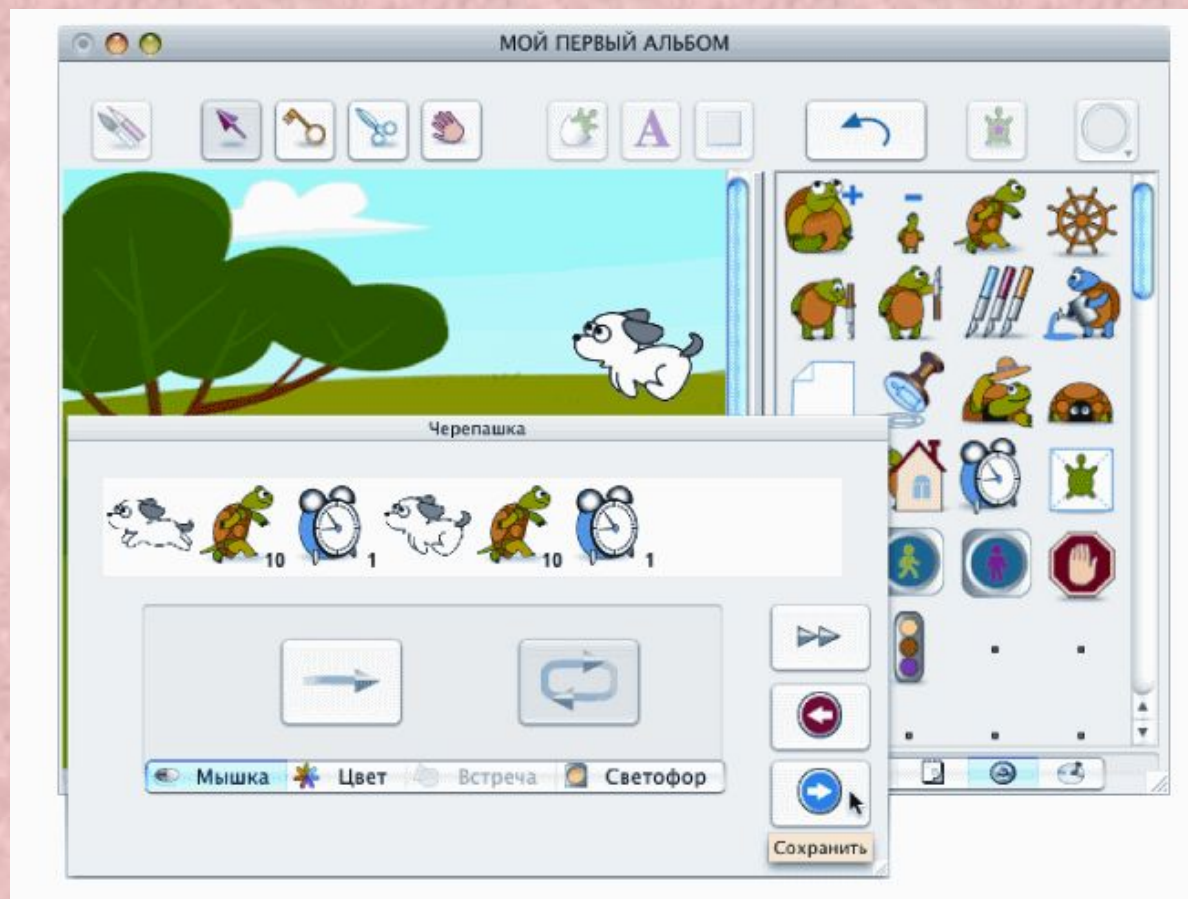 МОЙ ПЕРВЫЙ АЛЬБОМ
A
+ -
Черепашка
10 1 10 1
Мышка Цвет Встреча Светофор
Сохранить